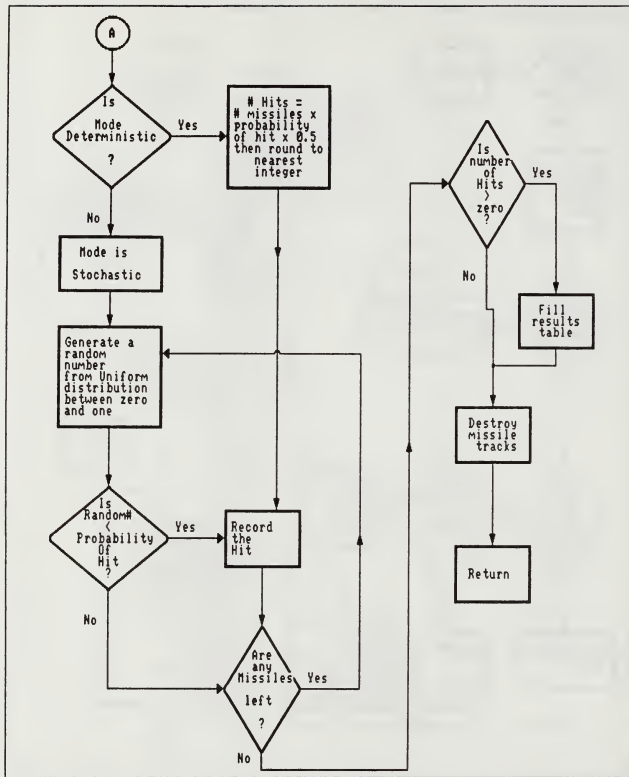 A
Is
Mode
Deterministic
?
Yes
No
# Hits =
# missiles x
probability
of hit x 0.5
then round to
nearest
integer
Mode is
Stochastic
Generate a
random
number
from Uniform
distribution
between zero
and one
Is
Random#
<
Probability
Of
Hit
?
Yes
No
Record
the
Hit
Are
any
Missiles
left
?
Yes
No
Is
number
of
Hits
>
zero
?
Yes
No
Fill
results
table
Destroy
missile
tracks
Return